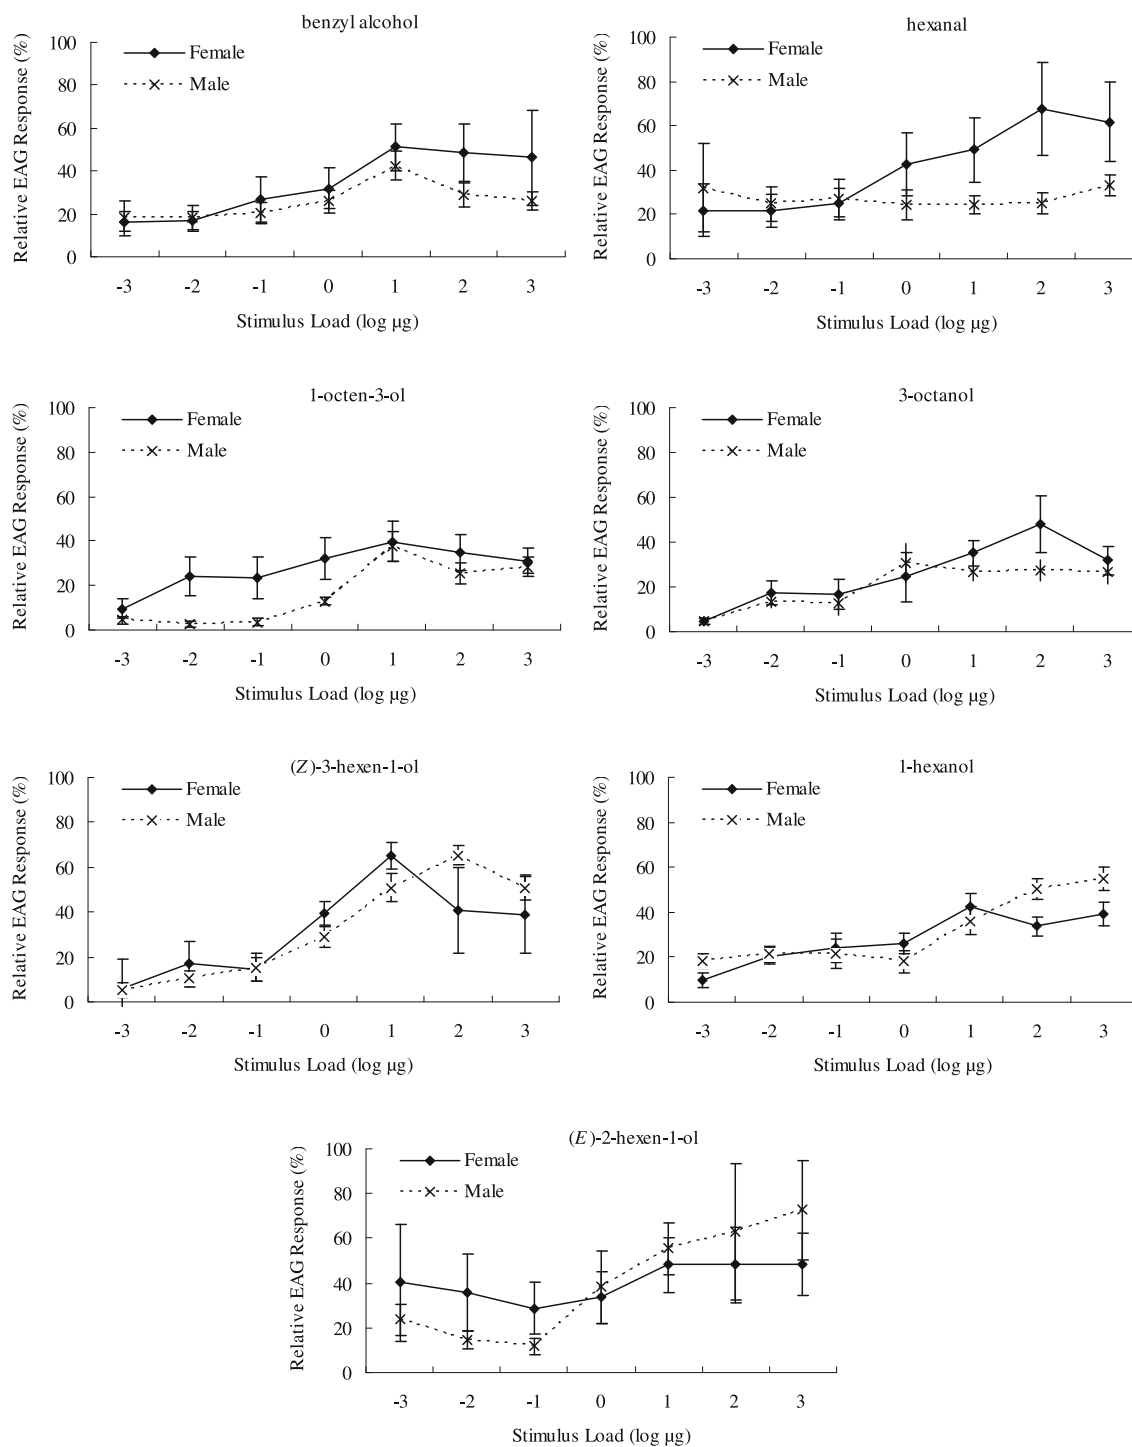 benzyl alcohol
Relative EAG Response (%)
100
80
60
40
20
0
Female
Male
-3 -2 -1 0 1 2 3
Stimulus Load (log µg)
hexanal
Relative EAG Response (%)
100
80
60
40
20
0
Female
Male
-3 -2 -1 0 1 2 3
Stimulus Load (log µg)
1-octen-3-ol
Relative EAG Response (%)
100
80
60
40
20
0
Female
Male
-3 -2 -1 0 1 2 3
Stimulus Load (log µg)
3-octanol
Relative EAG Response (%)
100
80
60
40
20
0
Female
Male
-3 -2 -1 0 1 2 3
Stimulus Load (log µg)
(Z)-3-hexen-1-ol
Relative EAG Response (%)
100
80
60
40
20
0
Female
Male
-3 -2 -1 0 1 2 3
Stimulus Load (log µg)
1-hexanol
Relative EAG Response (%)
100
80
60
40
20
0
Female
Male
-3 -2 -1 0 1 2 3
Stimulus Load (log µg)
(E)-2-hexen-1-ol
Relative EAG Response (%)
100
80
60
40
20
0
Female
Male
-3 -2 -1 0 1 2 3
Stimulus Load (log µg)